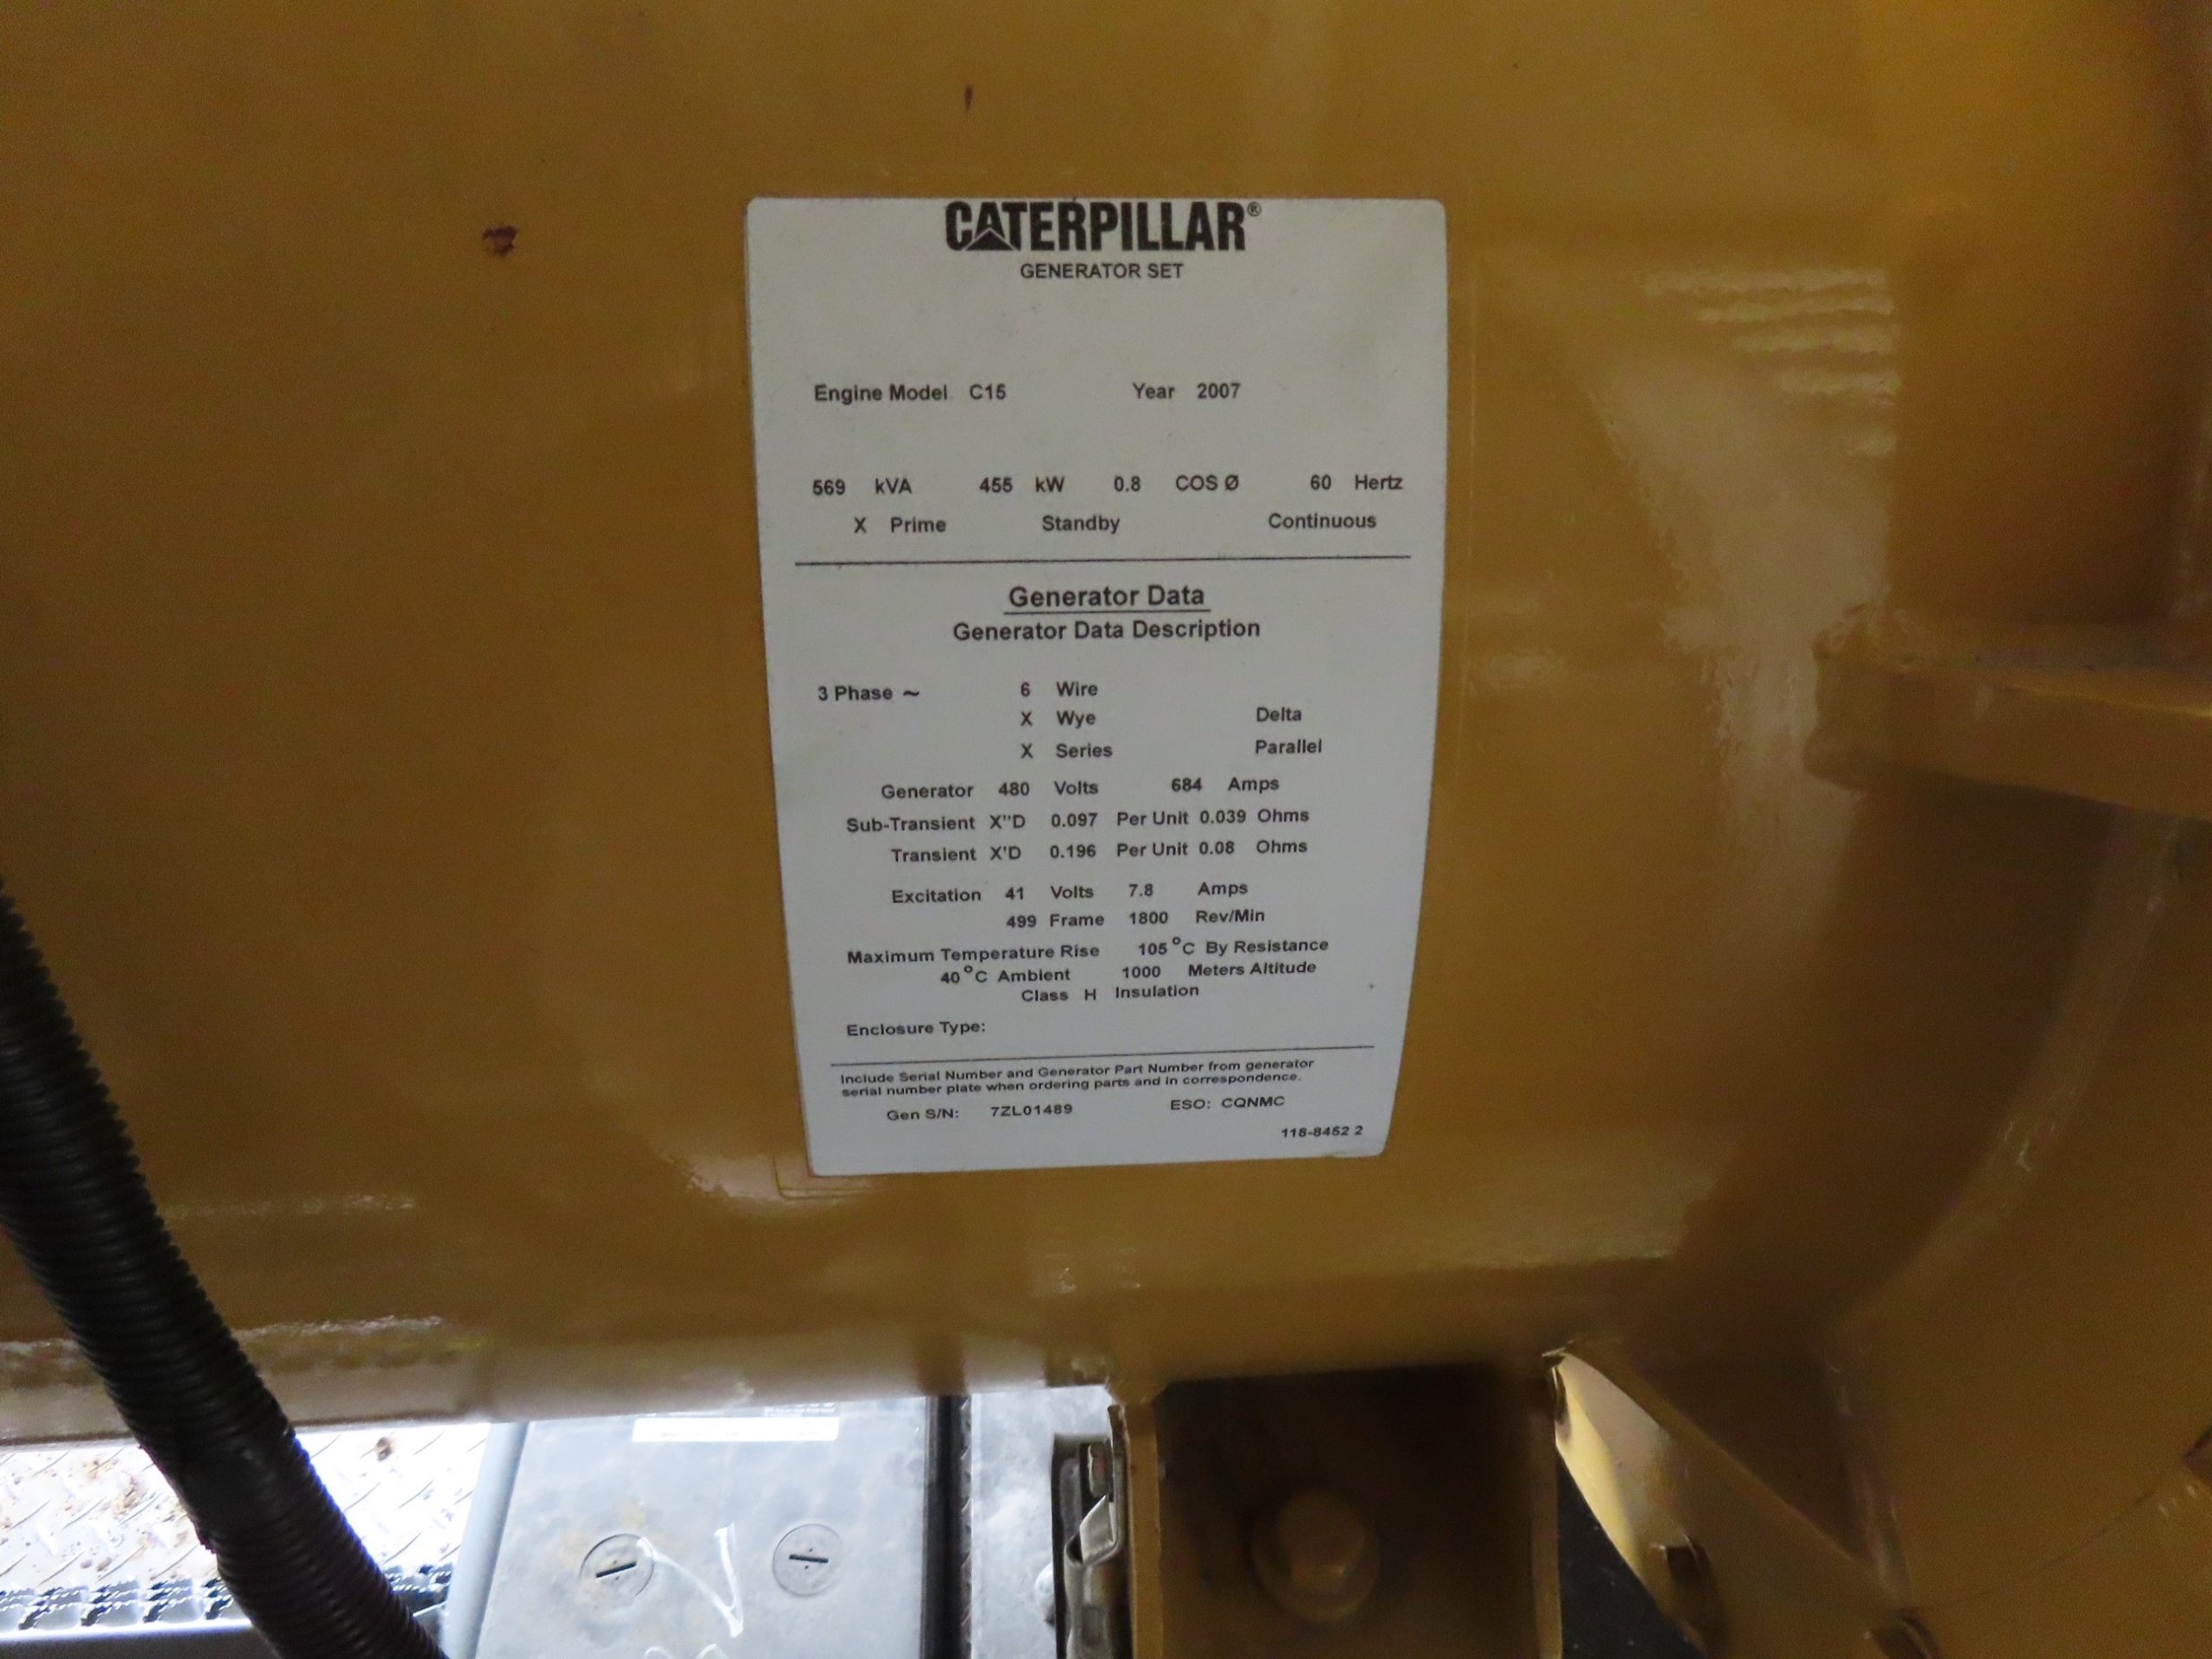 CATERPILLAR®
GENERATOR SET
Engine Model C15 Year 2007
569 kVA 455 kW 0.8 COS Ø 60 Hertz
X Prime Standby Continuous
Generator Data
Generator Data Description
3 Phase ~ 6 Wire
X Wye Delta
X Series Parallel
Generator 480 Volts 684 Amps
Sub-Transient X"D 0.097 Per Unit 0.039 Ohms
Transient X'D 0.196 Per Unit 0.08 Ohms
Excitation 41 Volts 7.8 Amps
499 Frame 1800 Rev/Min
Maximum Temperature Rise 105 °C By Resistance
40 °C Ambient 1000 Meters Altitude
Class H Insulation
Enclosure Type:
Include Serial Number and Generator Part Number from generator
serial number plate when ordering parts and in correspondence.
Gen S/N: 7ZL01489 ESO: CQNMC
118-8452 2